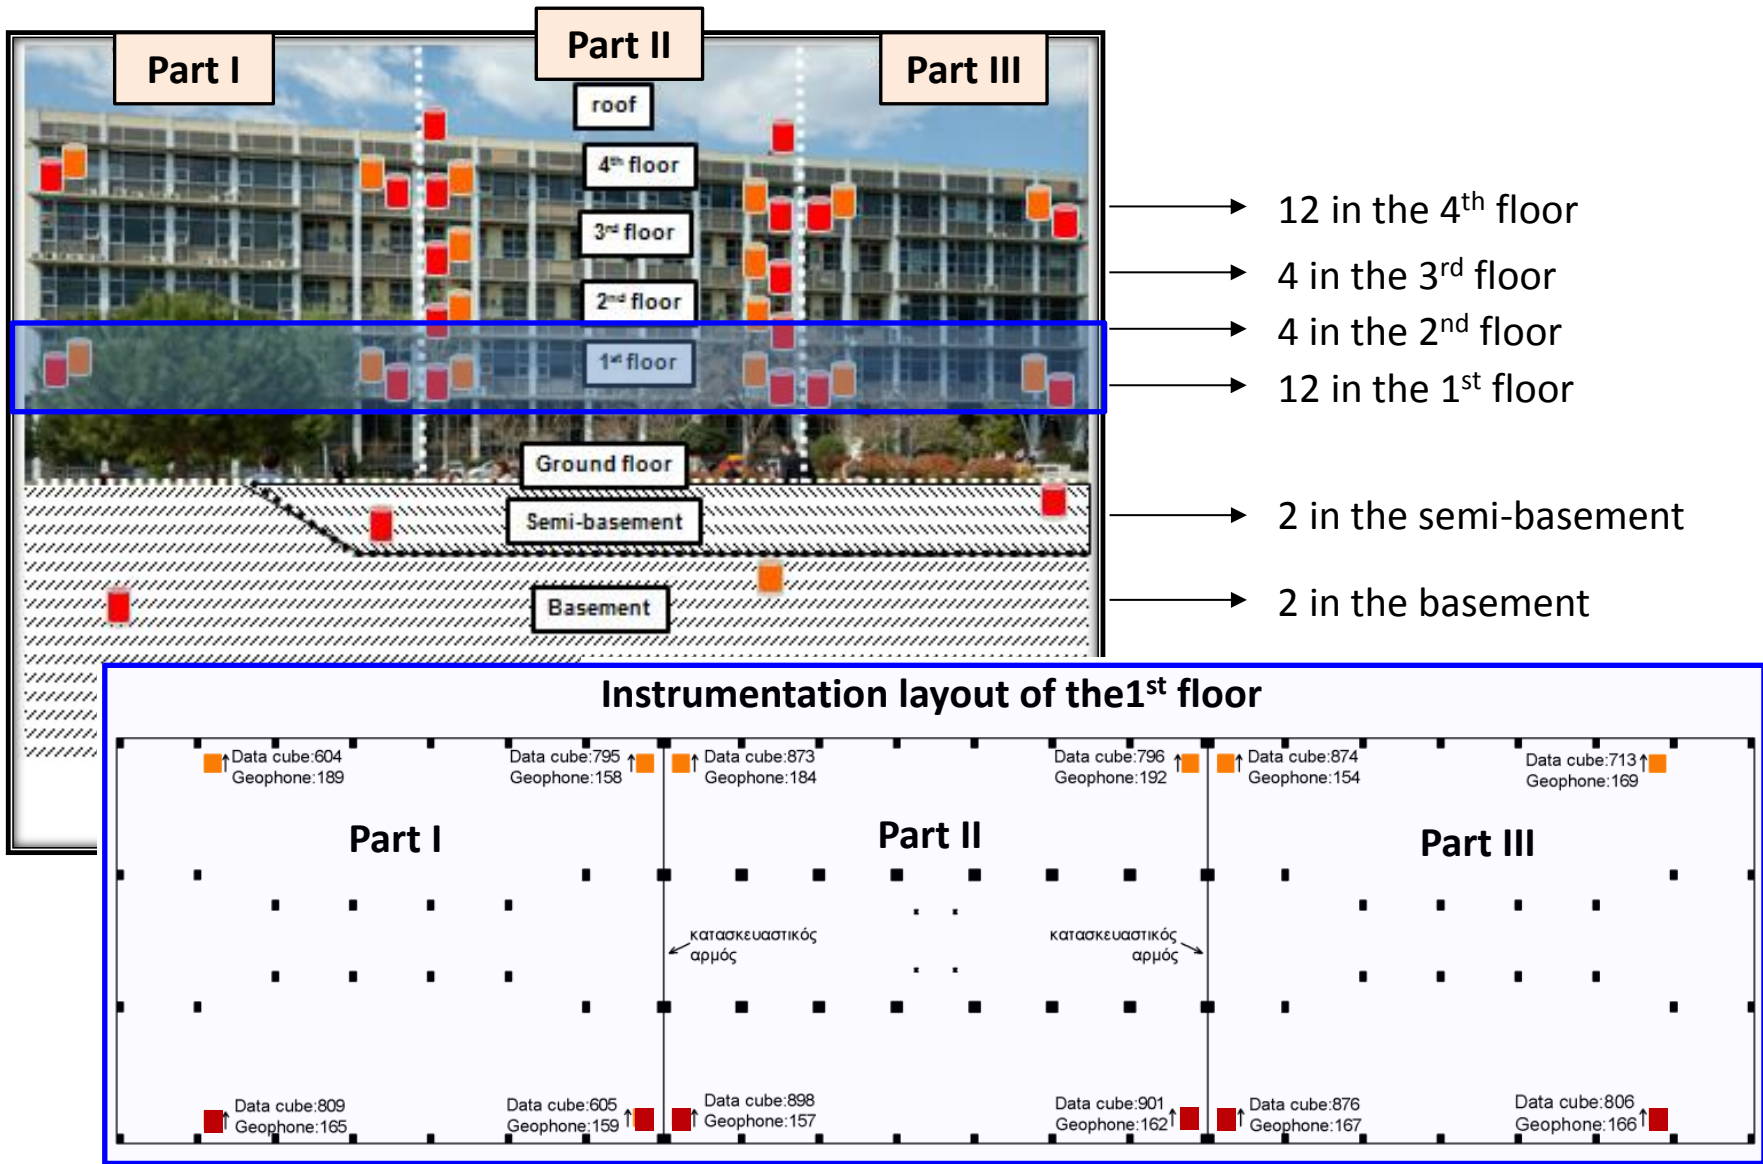 Part I
Part II
Part III
roof
4th floor
3rd floor
2nd floor
1st floor
Ground floor
Semi-basement
Basement
12 in the 4th floor
4 in the 3rd floor
4 in the 2nd floor
12 in the 1st floor
2 in the semi-basement
2 in the basement
Instrumentation layout of the1st floor
Data cube:604
Geophone:189
Data cube:795
Geophone:158
Data cube:873
Geophone:184
Data cube:796
Geophone:192
Data cube:874
Geophone:154
Data cube:713
Geophone:169
Part I
Part II
Part III
κατασκευαστικός
αρμός
κατασκευαστικός
αρμός
Data cube:809
Geophone:165
Data cube:605
Geophone:159
Data cube:898
Geophone:157
Data cube:901
Geophone:162
Data cube:876
Geophone:167
Data cube:806
Geophone:166